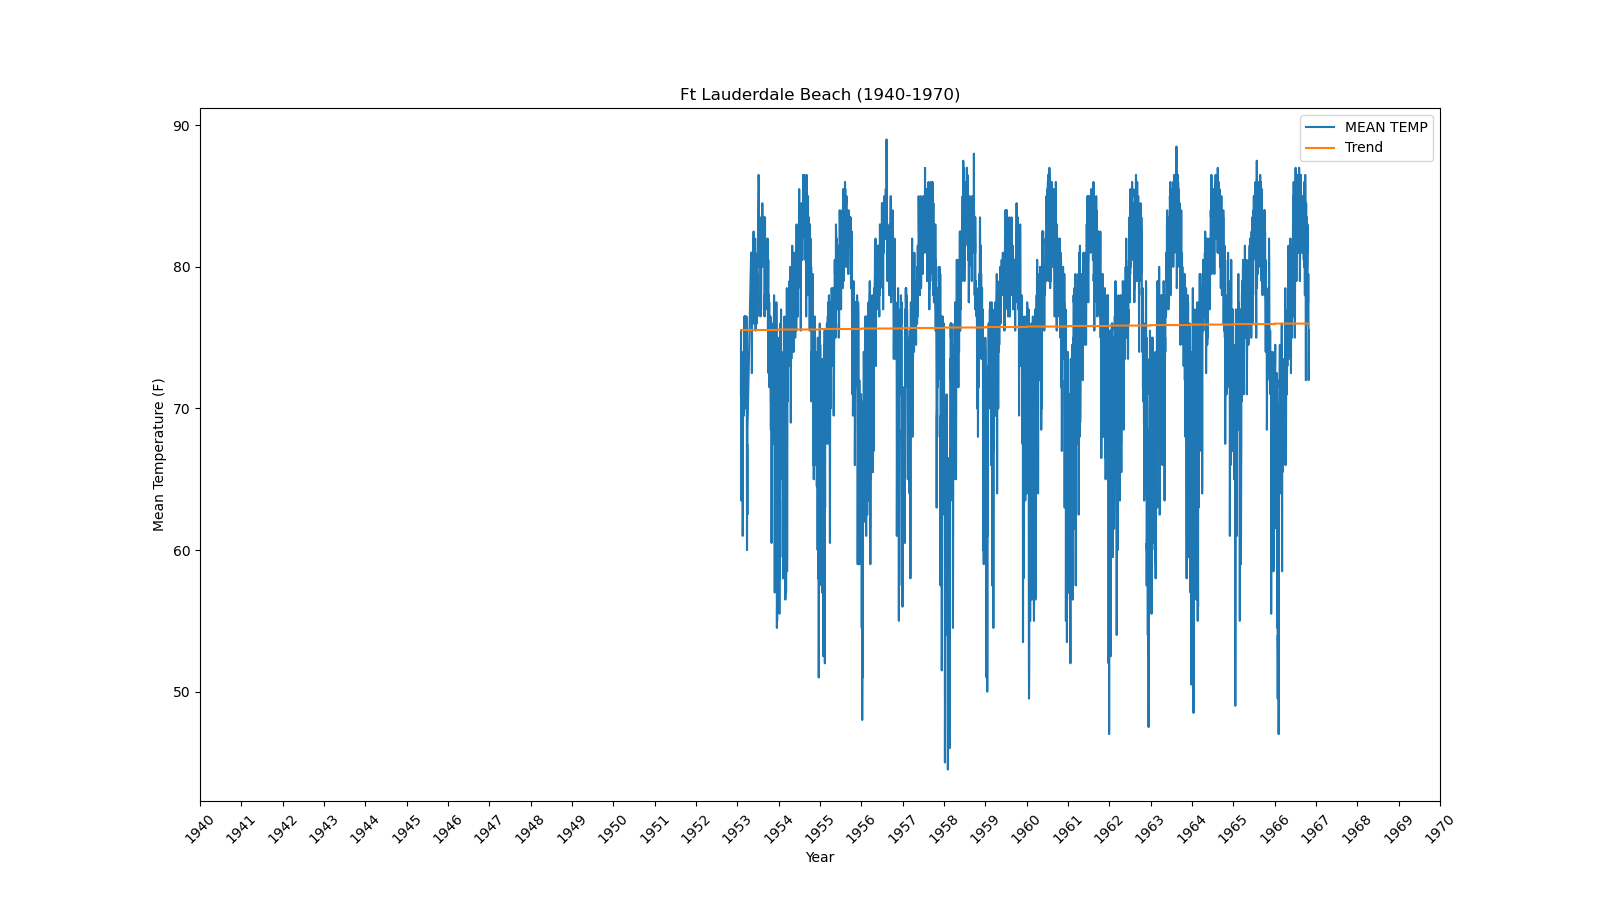 Ft Lauderdale Beach (1940-1970)
MEAN TEMP
Trend
90
80
70
60
50
Mean Temperature (F)
1940 1941 1942 1943 1944 1945 1946 1947 1948 1949 1950 1951 1952 1953 1954 1955 1956 1957 1958 1959 1960 1961 1962 1963 1964 1965 1966 1967 1968 1969 1970
Year